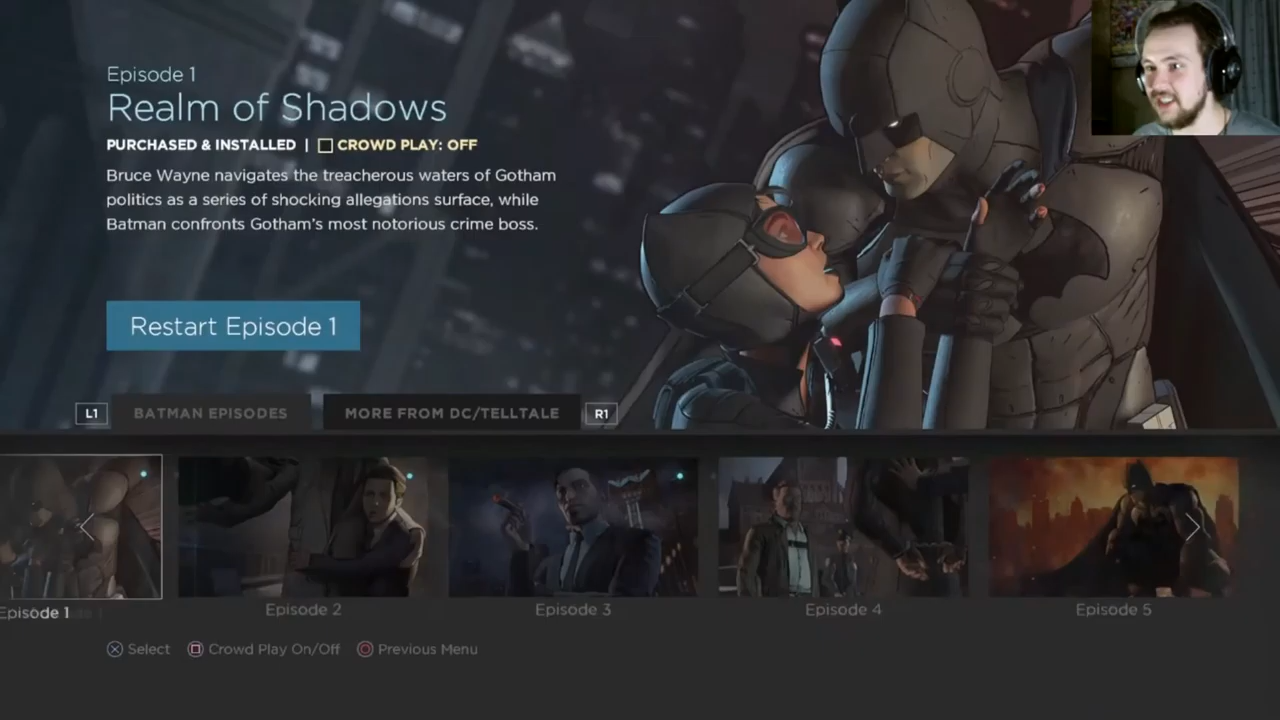 Episode 1
Realm of Shadows
PURCHASED & INSTALLED | CROWD PLAY: OFF
Bruce Wayne navigates the treacherous waters of Gotham
politics as a series of shocking allegations surface, while
Batman confronts Gotham's most notorious crime boss.
Restart Episode 1
L1 BATMAN EPISODES MORE FROM DC/TELLTALE R1
Episode 1 Episode 2 Episode 3 Episode 4 Episode 5
Select Crowd Play On/Off Previous Menu